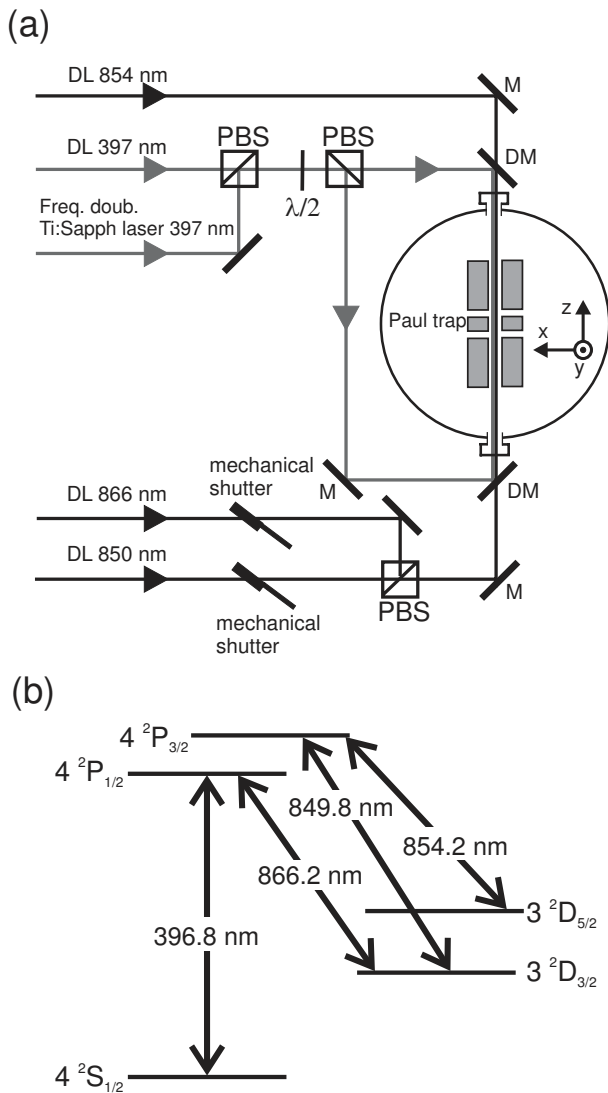 (a)
DL 854 nm
M
DL 397 nm
PBS
PBS
DM
λ/2
Freq. doub.
Ti:Sapph laser 397 nm
Paul trap
z
x
y
mechanical
shutter
M
DM
DL 866 nm
DL 850 nm
M
PBS
mechanical
shutter
(b)
4 ²P₃/₂
4 ²P₁/₂
849.8 nm
854.2 nm
866.2 nm
3 ²D₅/₂
396.8 nm
3 ²D₃/₂
4 ²S₁/₂